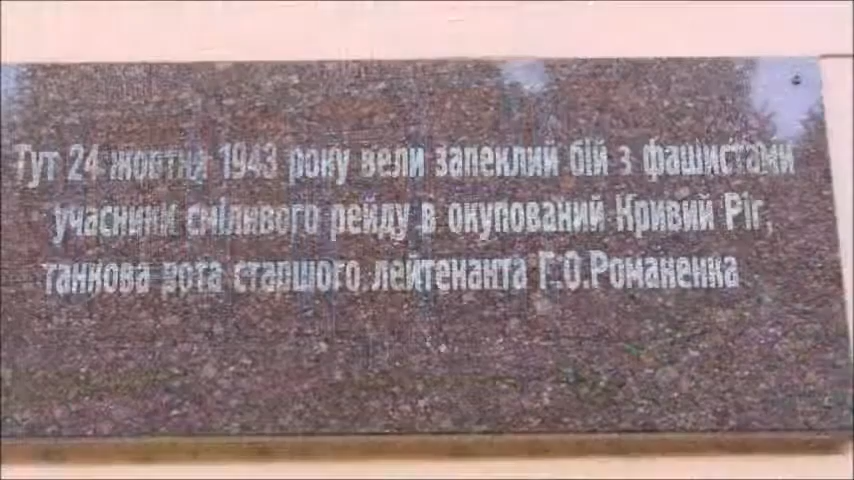 Тут 24 жовтня 1943 року вели запеклий бій з фашистами
учасники сміливого рейду в окупований Кривий Ріг,
танкова рота старшого лейтенанта Г.О.Романенка